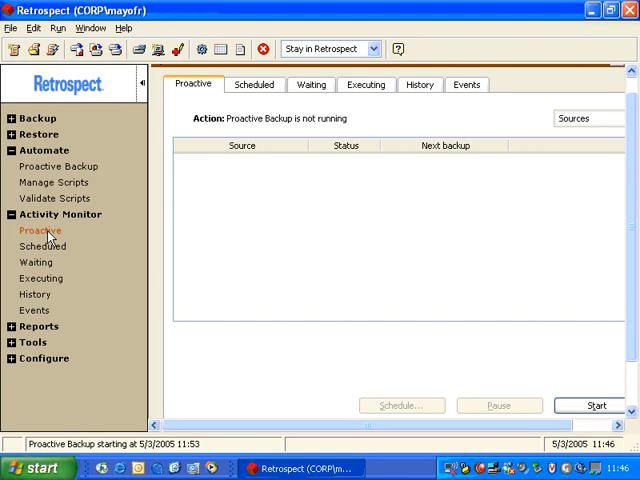 Retrospect (CORP\mayofr)
File Edit Run Window Help
Stay in Retrospect
Retrospect.
Backup
Restore
Automate
Proactive Backup
Manage Scripts
Validate Scripts
Activity Monitor
Proactive
Scheduled
Waiting
Executing
History
Events
Reports
Tools
Configure
Proactive Scheduled Waiting Executing History Events
Action: Proactive Backup is not running
Sources
Source Status Next backup
Schedule... Pause Start
Proactive Backup starting at 5/3/2005 11:53
5/3/2005 11:46
start
Retrospect (CORP\m...
11:46